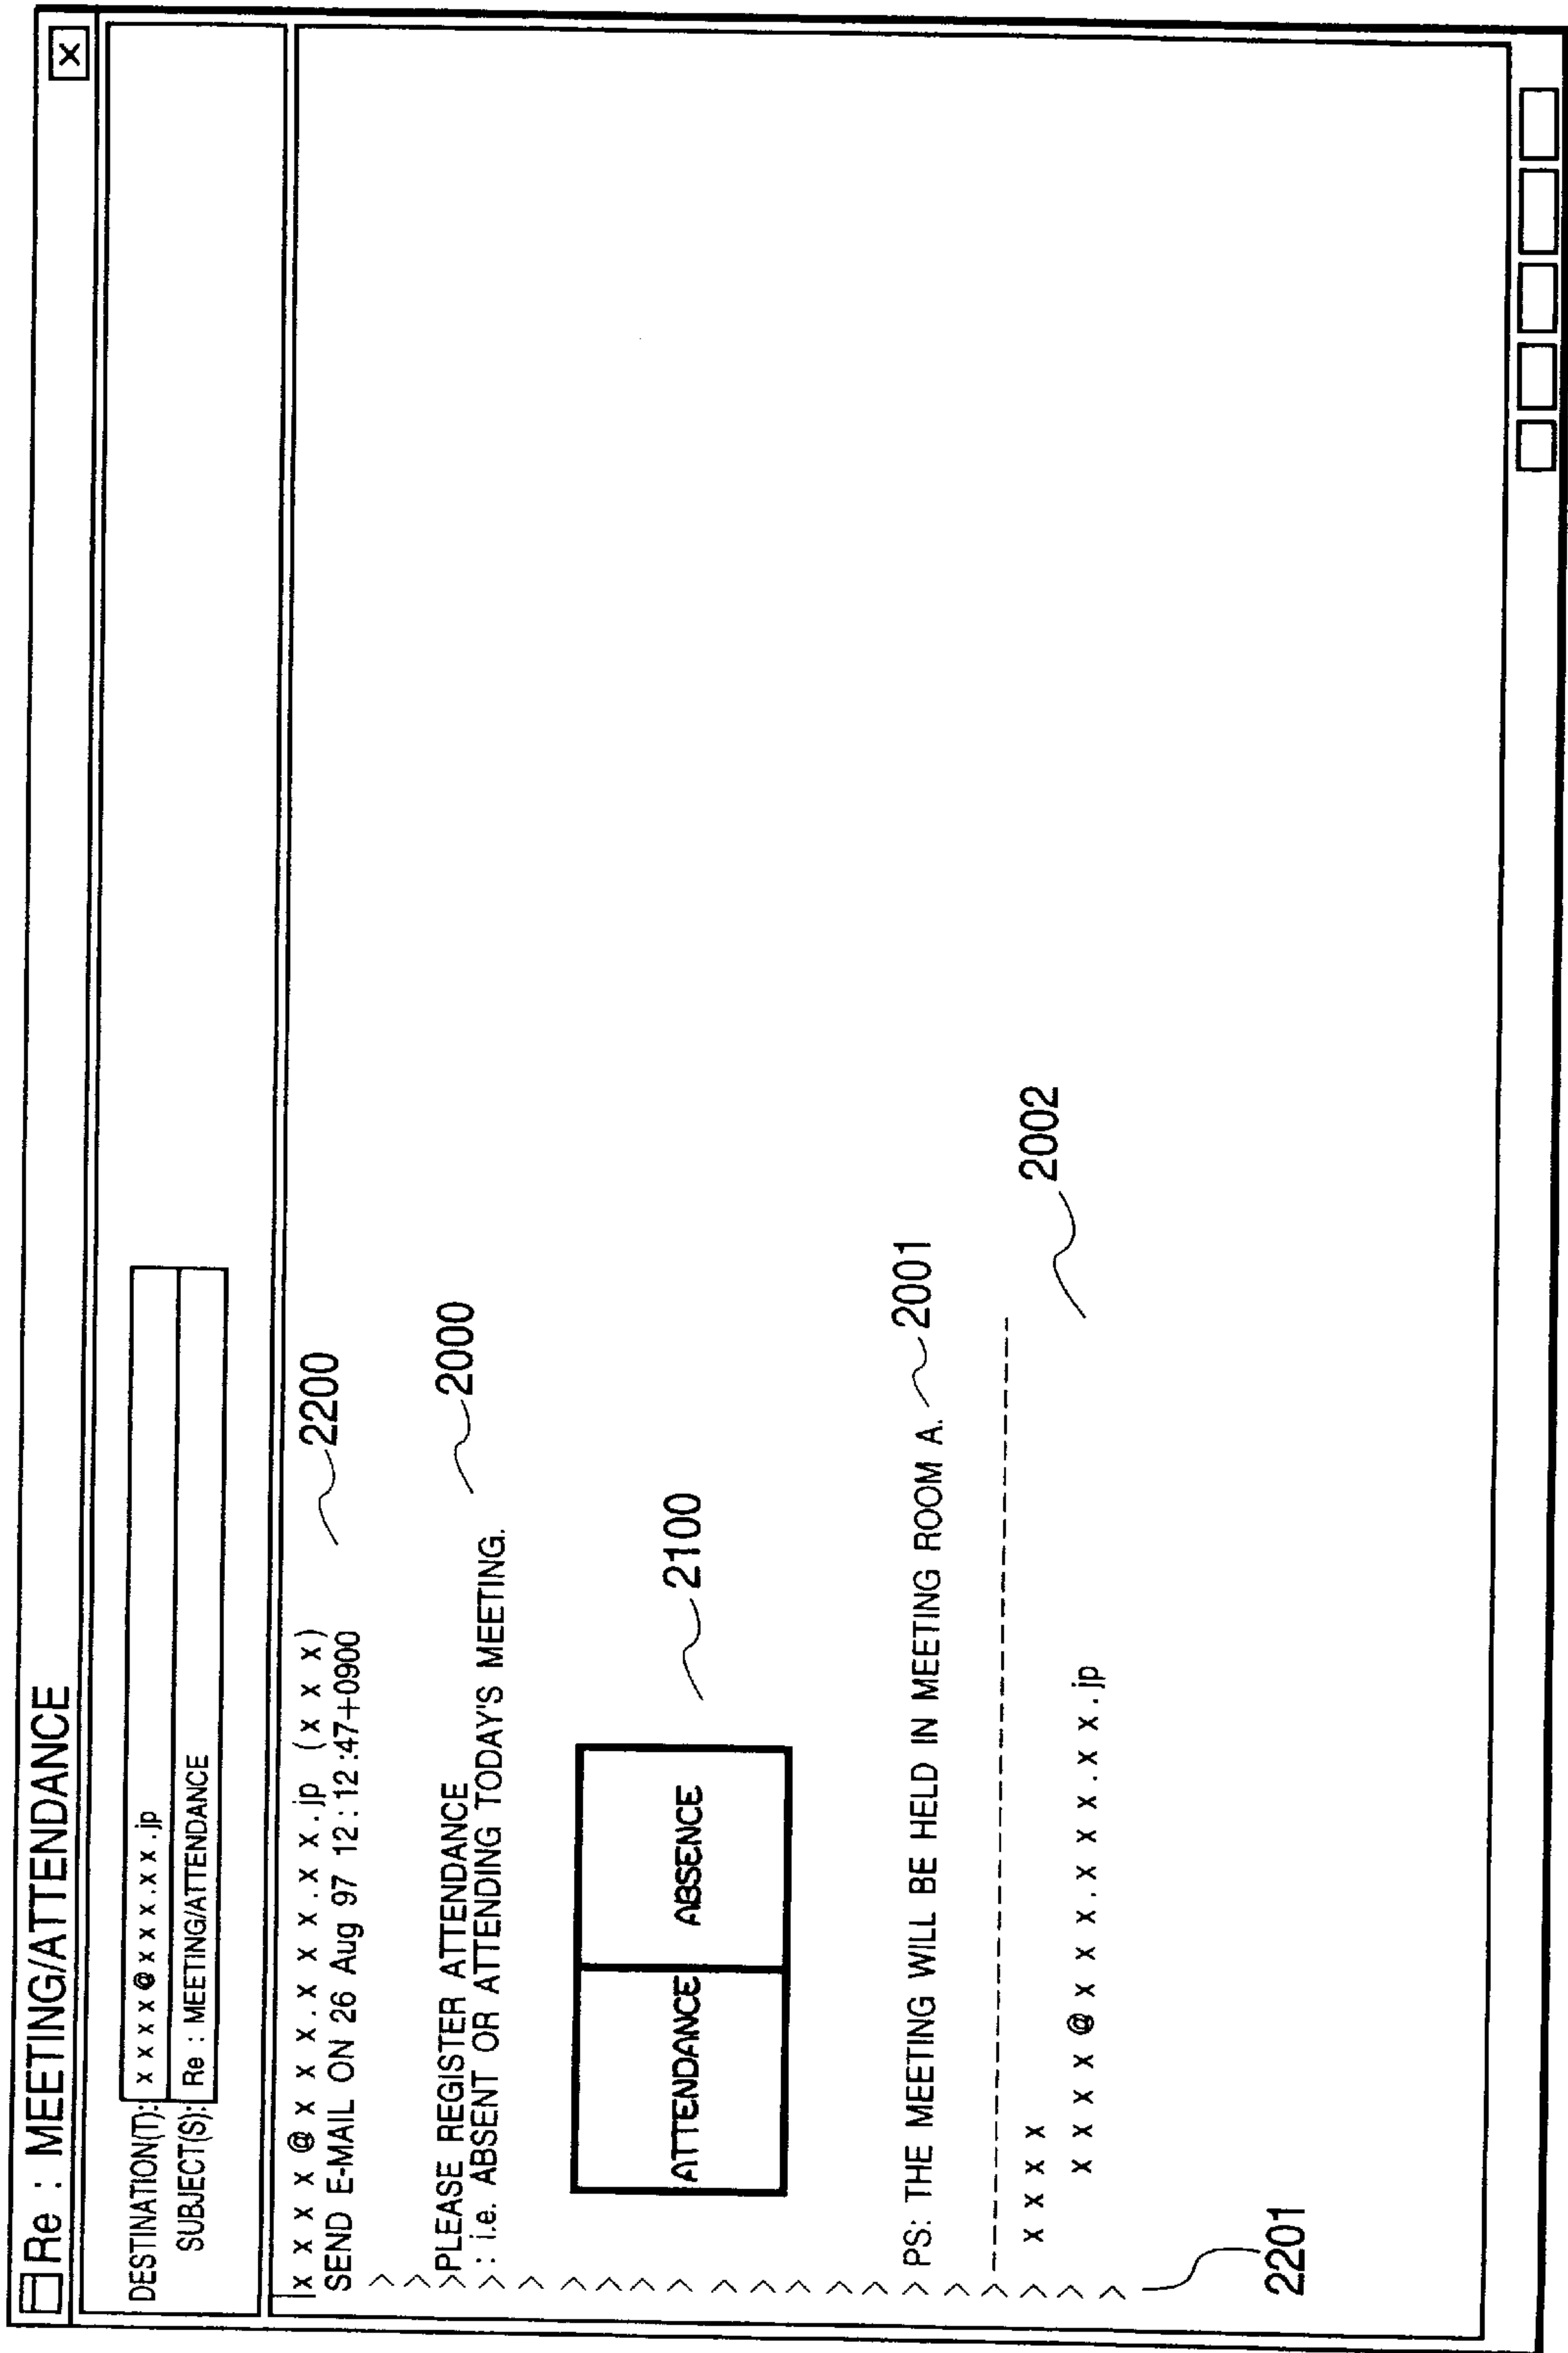 Re : MEETING/ATTENDANCE
X
DESTINATION(T): x x x x @ x x x x . x x . jp
SUBJECT(S): Re : MEETING/ATTENDANCE
x x x x @ x x x x . x x x x . x x . jp (x x x)
SEND E-MAIL ON 26 Aug 97 12 : 12 :47+0900
2200
>
>
> PLEASE REGISTER ATTENDANCE
2000
> : i.e. ABSENT OR ATTENDING TODAY'S MEETING.
>
>
>
> ATTENDANCE ABSENCE
2100
>
>
>
>
>
> PS: THE MEETING WILL BE HELD IN MEETING ROOM A.
2001
>
> --------------------
> x x x x
2002
> x x x x @ x x x x . x x x x . x x . jp
>
2201